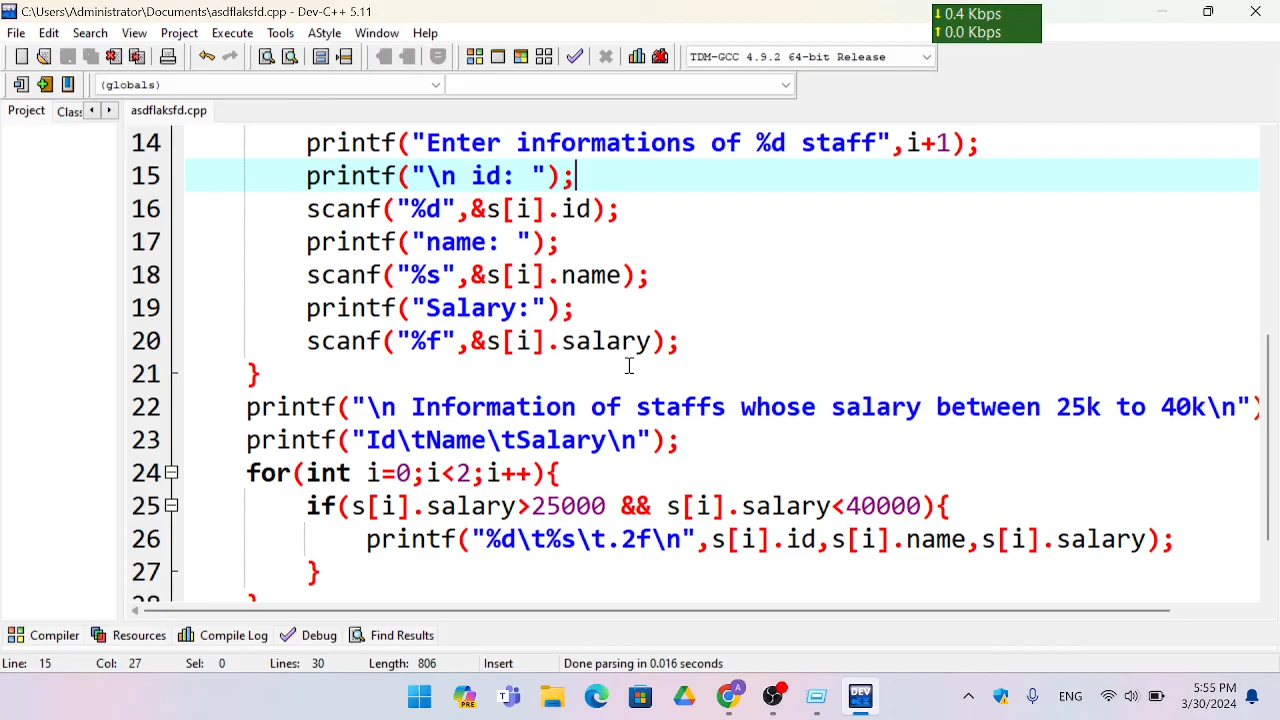 C:\Users\Administrator\Documents\asdflaksfd.cpp - Dev-C++ 5.11
0.4 Kbps
0.0 Kbps
File Edit Search View Project Execute Tools AStyle Window Help
TDM-GCC 4.9.2 64-bit Release
(globals)
Project Clas asdflaksfd.cpp
14 printf("Enter informations of %d staff",i+1);
15 printf("\n id: ");
16 scanf("%d",&s[i].id);
17 printf("name: ");
18 scanf("%s",&s[i].name);
19 printf("Salary:");
20 scanf("%f",&s[i].salary);
21 }
22 printf("\n Information of staffs whose salary between 25k to 40k\n")
23 printf("Id\tName\tSalary\n");
24 for(int i=0;i<2;i++){
25 if(s[i].salary>25000 && s[i].salary<40000){
26 printf("%d\t%s\t.2f\n",s[i].id,s[i].name,s[i].salary);
27 }
28 }
Compiler Resources Compile Log Debug Find Results
Line: 15 Col: 27 Sel: 0 Lines: 30 Length: 806 Insert Done parsing in 0.016 seconds
PRE
A
DEV
ENG
5:55 PM
3/30/2024